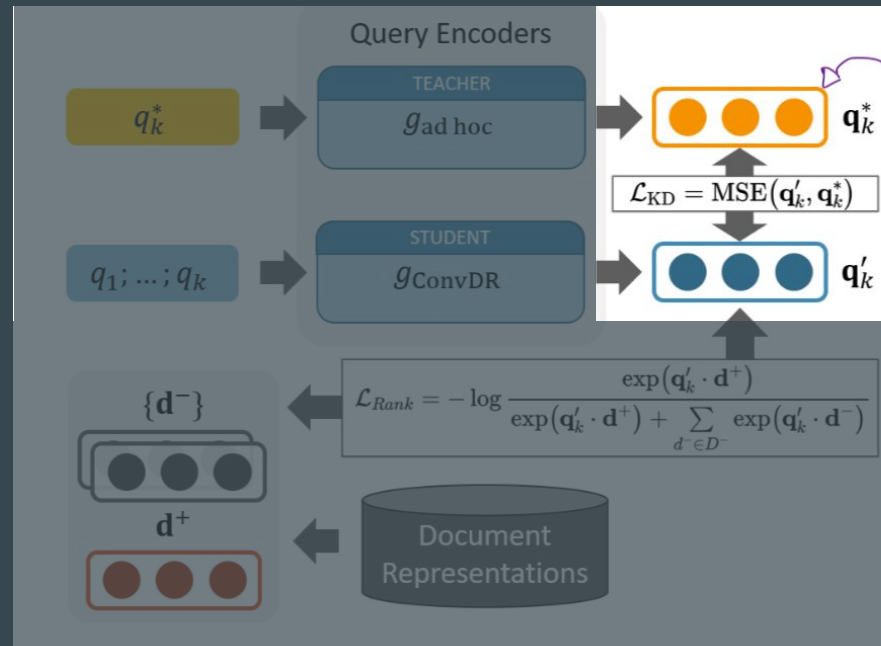 Query Encoders
TEACHER
q*_k
g_ad hoc
𝐪*_k
ℒ_KD = MSE(𝐪′_k, 𝐪*_k)
STUDENT
q_1; …; q_k
g_ConvDR
𝐪′_k
{𝐝⁻}
ℒ_Rank = − log exp(𝐪′_k · 𝐝⁺) / (exp(𝐪′_k · 𝐝⁺) + ∑_{d⁻∈D⁻} exp(𝐪′_k · 𝐝⁻))
𝐝⁺
Document
Representations